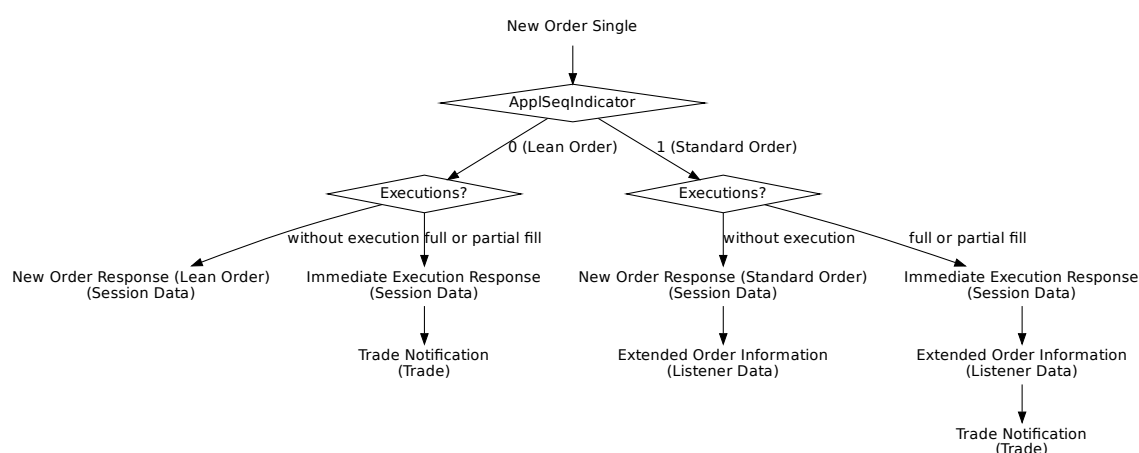 New Order Single
ApplSeqIndicator
0 (Lean Order)
1 (Standard Order)
Executions?
Executions?
without execution
full or partial fill
without execution
full or partial fill
New Order Response (Lean Order)
(Session Data)
Immediate Execution Response
(Session Data)
New Order Response (Standard Order)
(Session Data)
Immediate Execution Response
(Session Data)
Trade Notification
(Trade)
Extended Order Information
(Listener Data)
Extended Order Information
(Listener Data)
Trade Notification
(Trade)